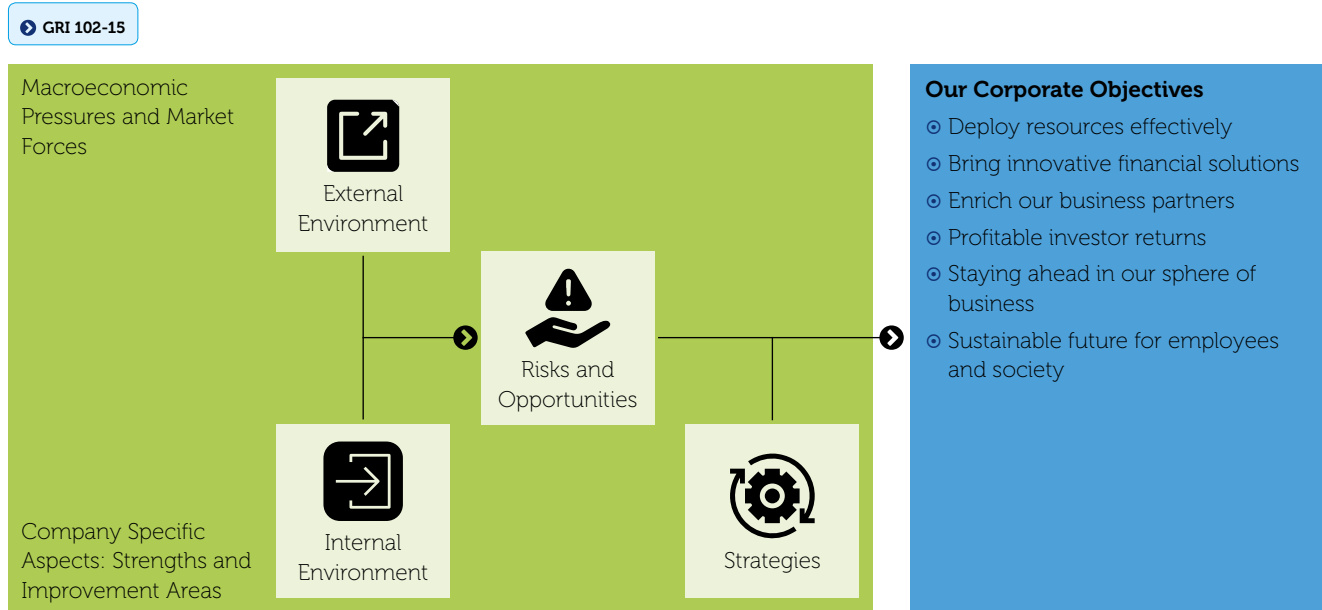 GRI 102-15
Macroeconomic
Pressures and Market
Forces
External
Environment
Risks and
Opportunities
Company Specific
Aspects: Strengths and
Improvement Areas
Internal
Environment
Strategies
Our Corporate Objectives
Deploy resources effectively
Bring innovative financial solutions
Enrich our business partners
Profitable investor returns
Staying ahead in our sphere of
business
Sustainable future for employees
and society